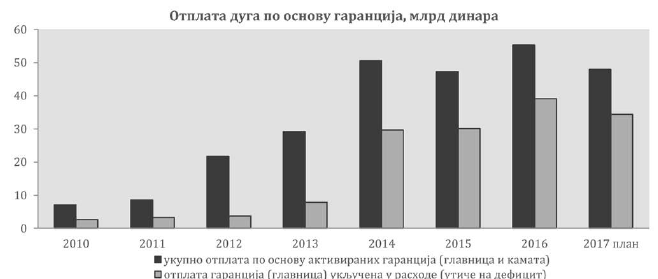 Отплата дуга по основу гаранција, млрд динара
60
50
40
30
20
10
0
2010 2011 2012 2013 2014 2015 2016 2017 план
укупно отплата по основу активираних гаранција (главница и камата)
отплата гаранција (главница) укључена у расходе (утиче на дефицит)